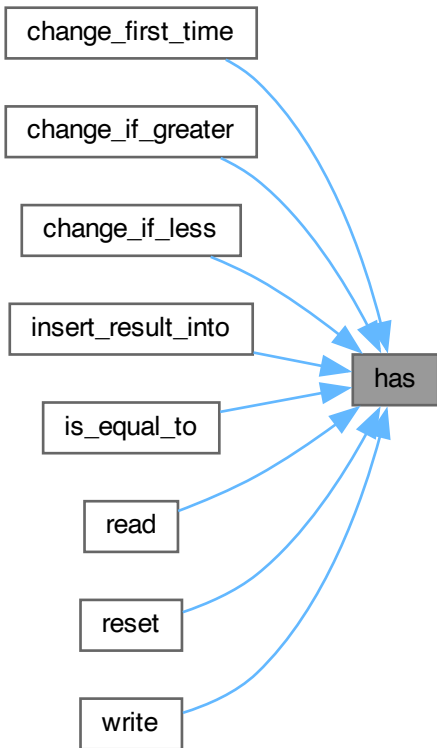 change_first_time
change_if_greater
change_if_less
insert_result_into
has
is_equal_to
read
reset
write